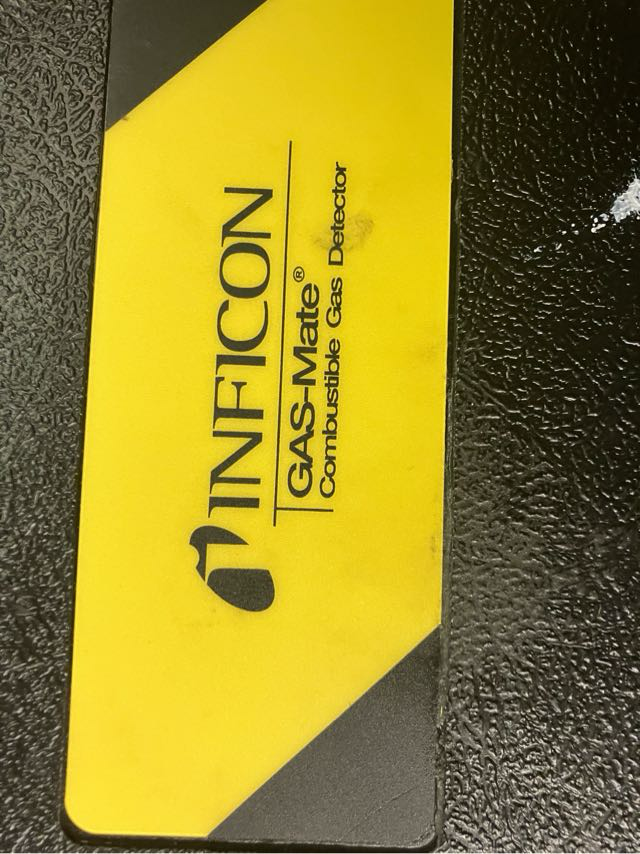 INFICON
GAS-Mate®
Combustible Gas Detector